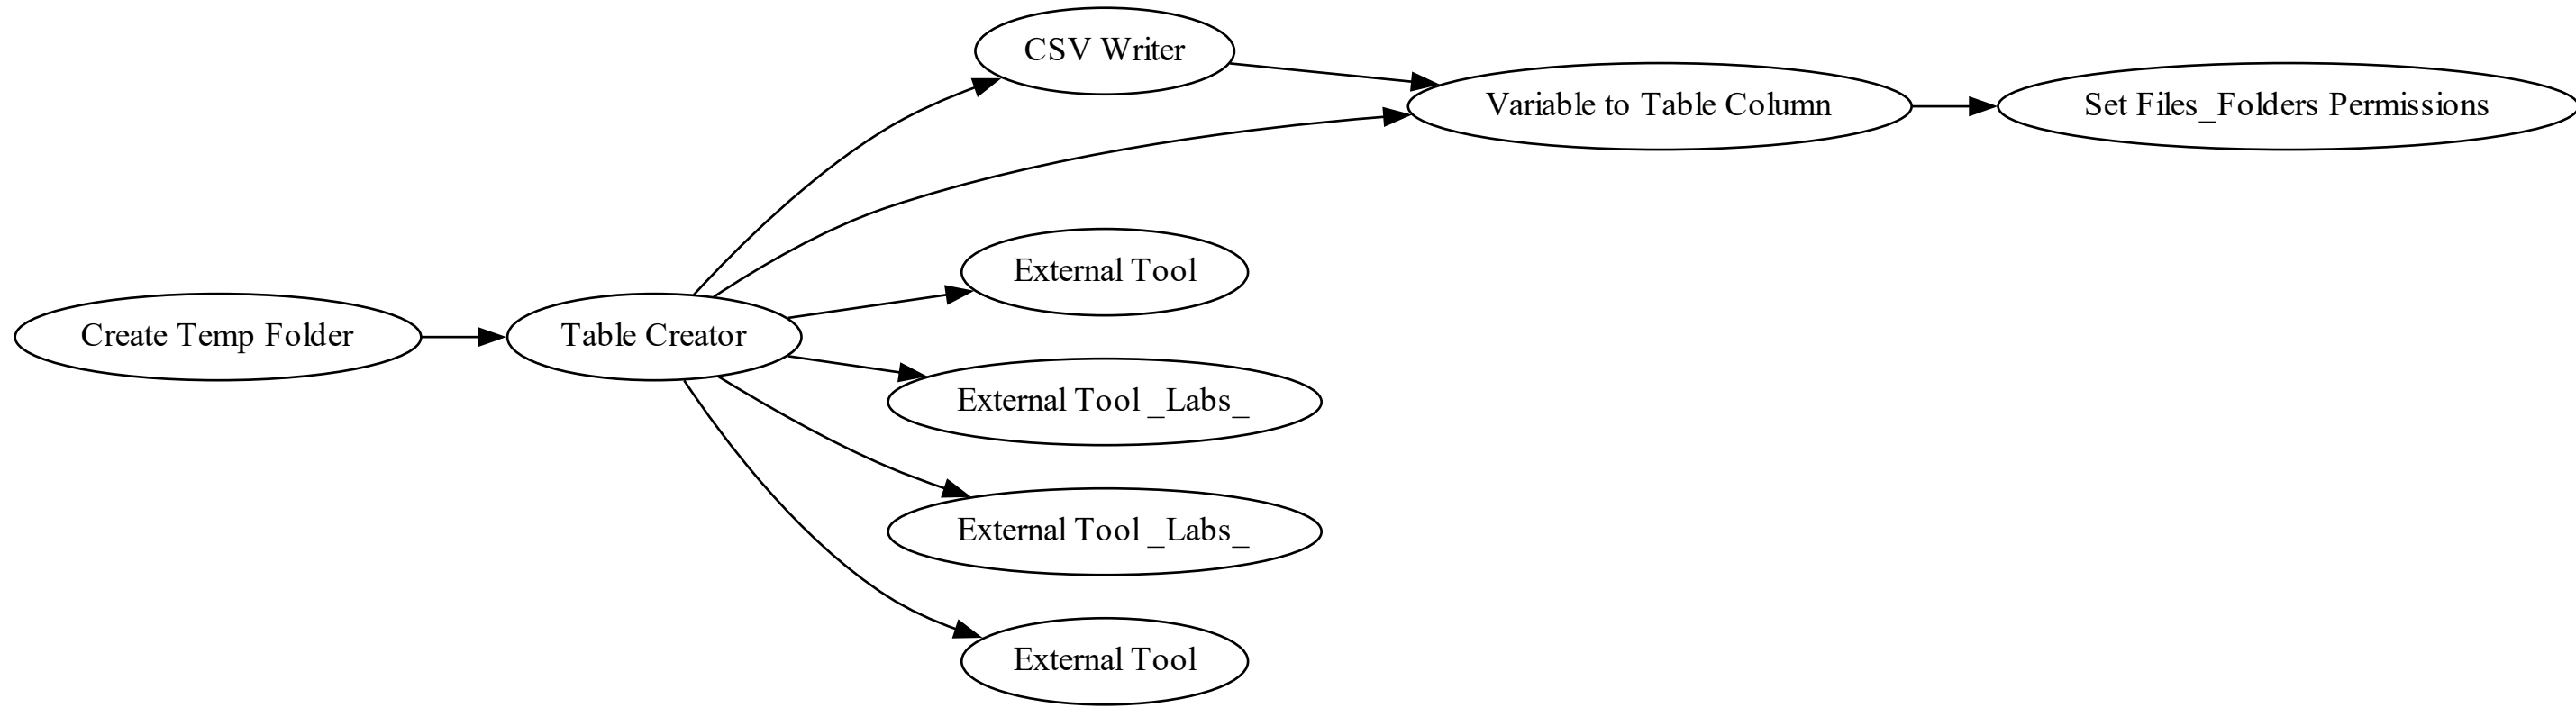 CSV Writer
Variable to Table Column
Set Files_Folders Permissions
External Tool
Create Temp Folder
Table Creator
External Tool _Labs_
External Tool _Labs_
External Tool